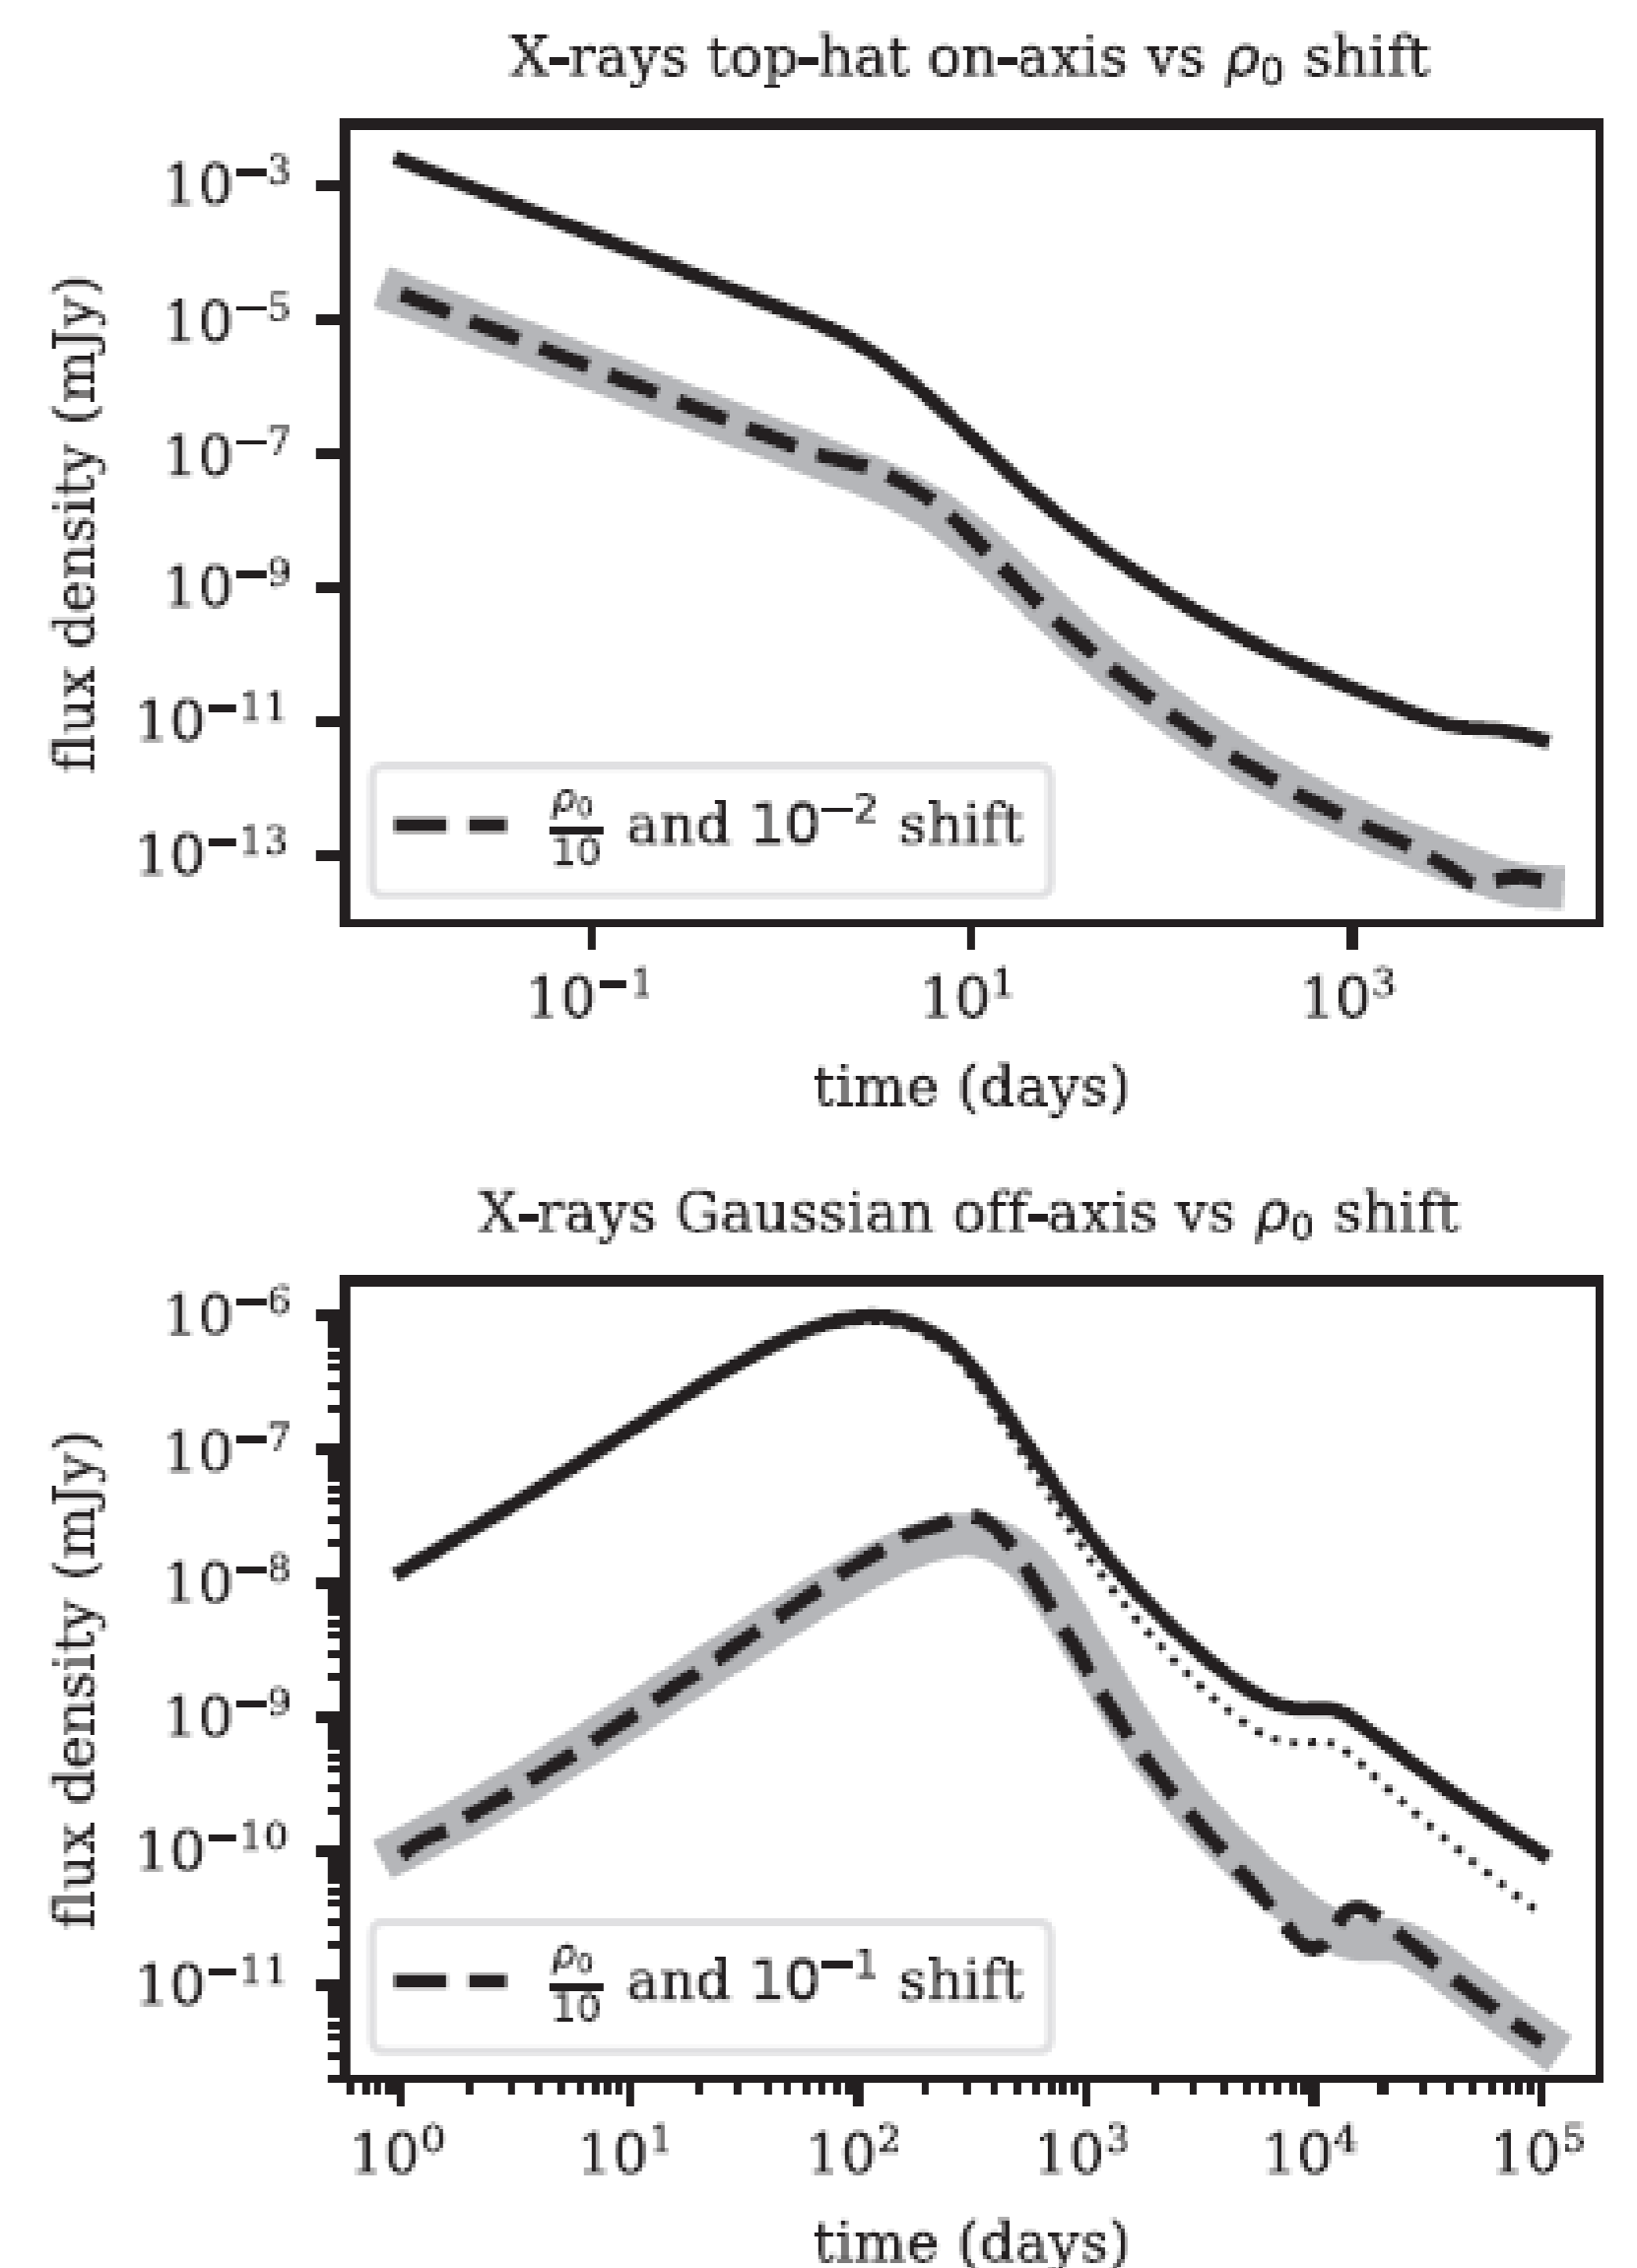 X-rays top-hat on-axis vs ρ₀ shift
flux density (mJy)
10⁻³
10⁻⁵
10⁻⁷
10⁻⁹
10⁻¹¹
10⁻¹³
ρ₀/10 and 10⁻² shift
10⁻¹ 10¹ 10³
time (days)
X-rays Gaussian off-axis vs ρ₀ shift
flux density (mJy)
10⁻⁶
10⁻⁷
10⁻⁸
10⁻⁹
10⁻¹⁰
10⁻¹¹
ρ₀/10 and 10⁻¹ shift
10⁰ 10¹ 10² 10³ 10⁴ 10⁵
time (days)